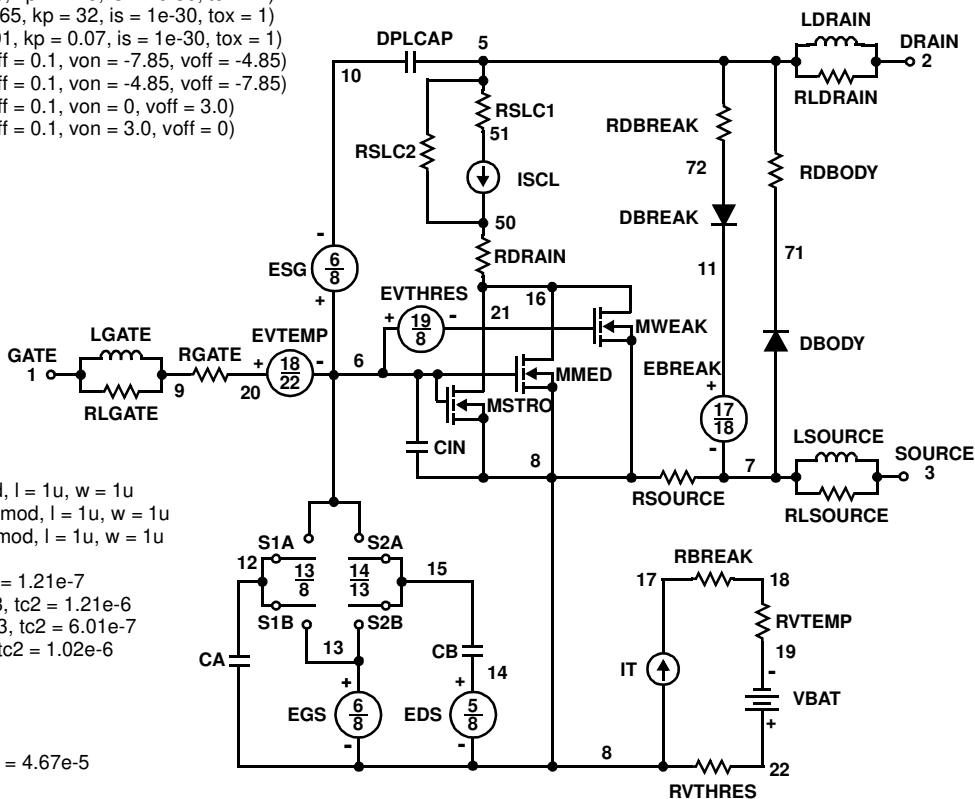 65, kp = 32, is = 1e-30, tox = 1)
01, kp = 0.07, is = 1e-30, tox = 1)
ff = 0.1, von = -7.85, voff = -4.85)
ff = 0.1, von = -4.85, voff = -7.85)
ff = 0.1, von = 0, voff = 3.0)
ff = 0.1, von = 3.0, voff = 0)
LDRAIN
DPLCAP
5
DRAIN
2
10
RLDRAIN
RSLC1
51
RDBREAK
RSLC2
72
RDBODY
ISCL
DBREAK
50
RDRAIN
71
11
ESG
6
8
-
+
EVTHRES
16
21
+
19
8
-
MWEAK
LGATE
EVTEMP
GATE
1
RGATE
+
18
22
-
6
EBREAK
DBODY
MMED
9
20
+
MSTRO
17
18
-
RLGATE
LSOURCE
CIN
SOURCE
3
8
7
RSOURCE
RLSOURCE
, l = 1u, w = 1u
mod, l = 1u, w = 1u
mod, l = 1u, w = 1u
= 1.21e-7
, tc2 = 1.21e-6
3, tc2 = 6.01e-7
tc2 = 1.02e-6
= 4.67e-5
S1A
S2A
12
13
8
14
13
15
S1B
S2B
RBREAK
17
18
RVTEMP
13
CB
CA
19
14
IT
-
VBAT
+
+
EGS
6
8
-
+
EDS
5
8
-
8
22
RVTHRES